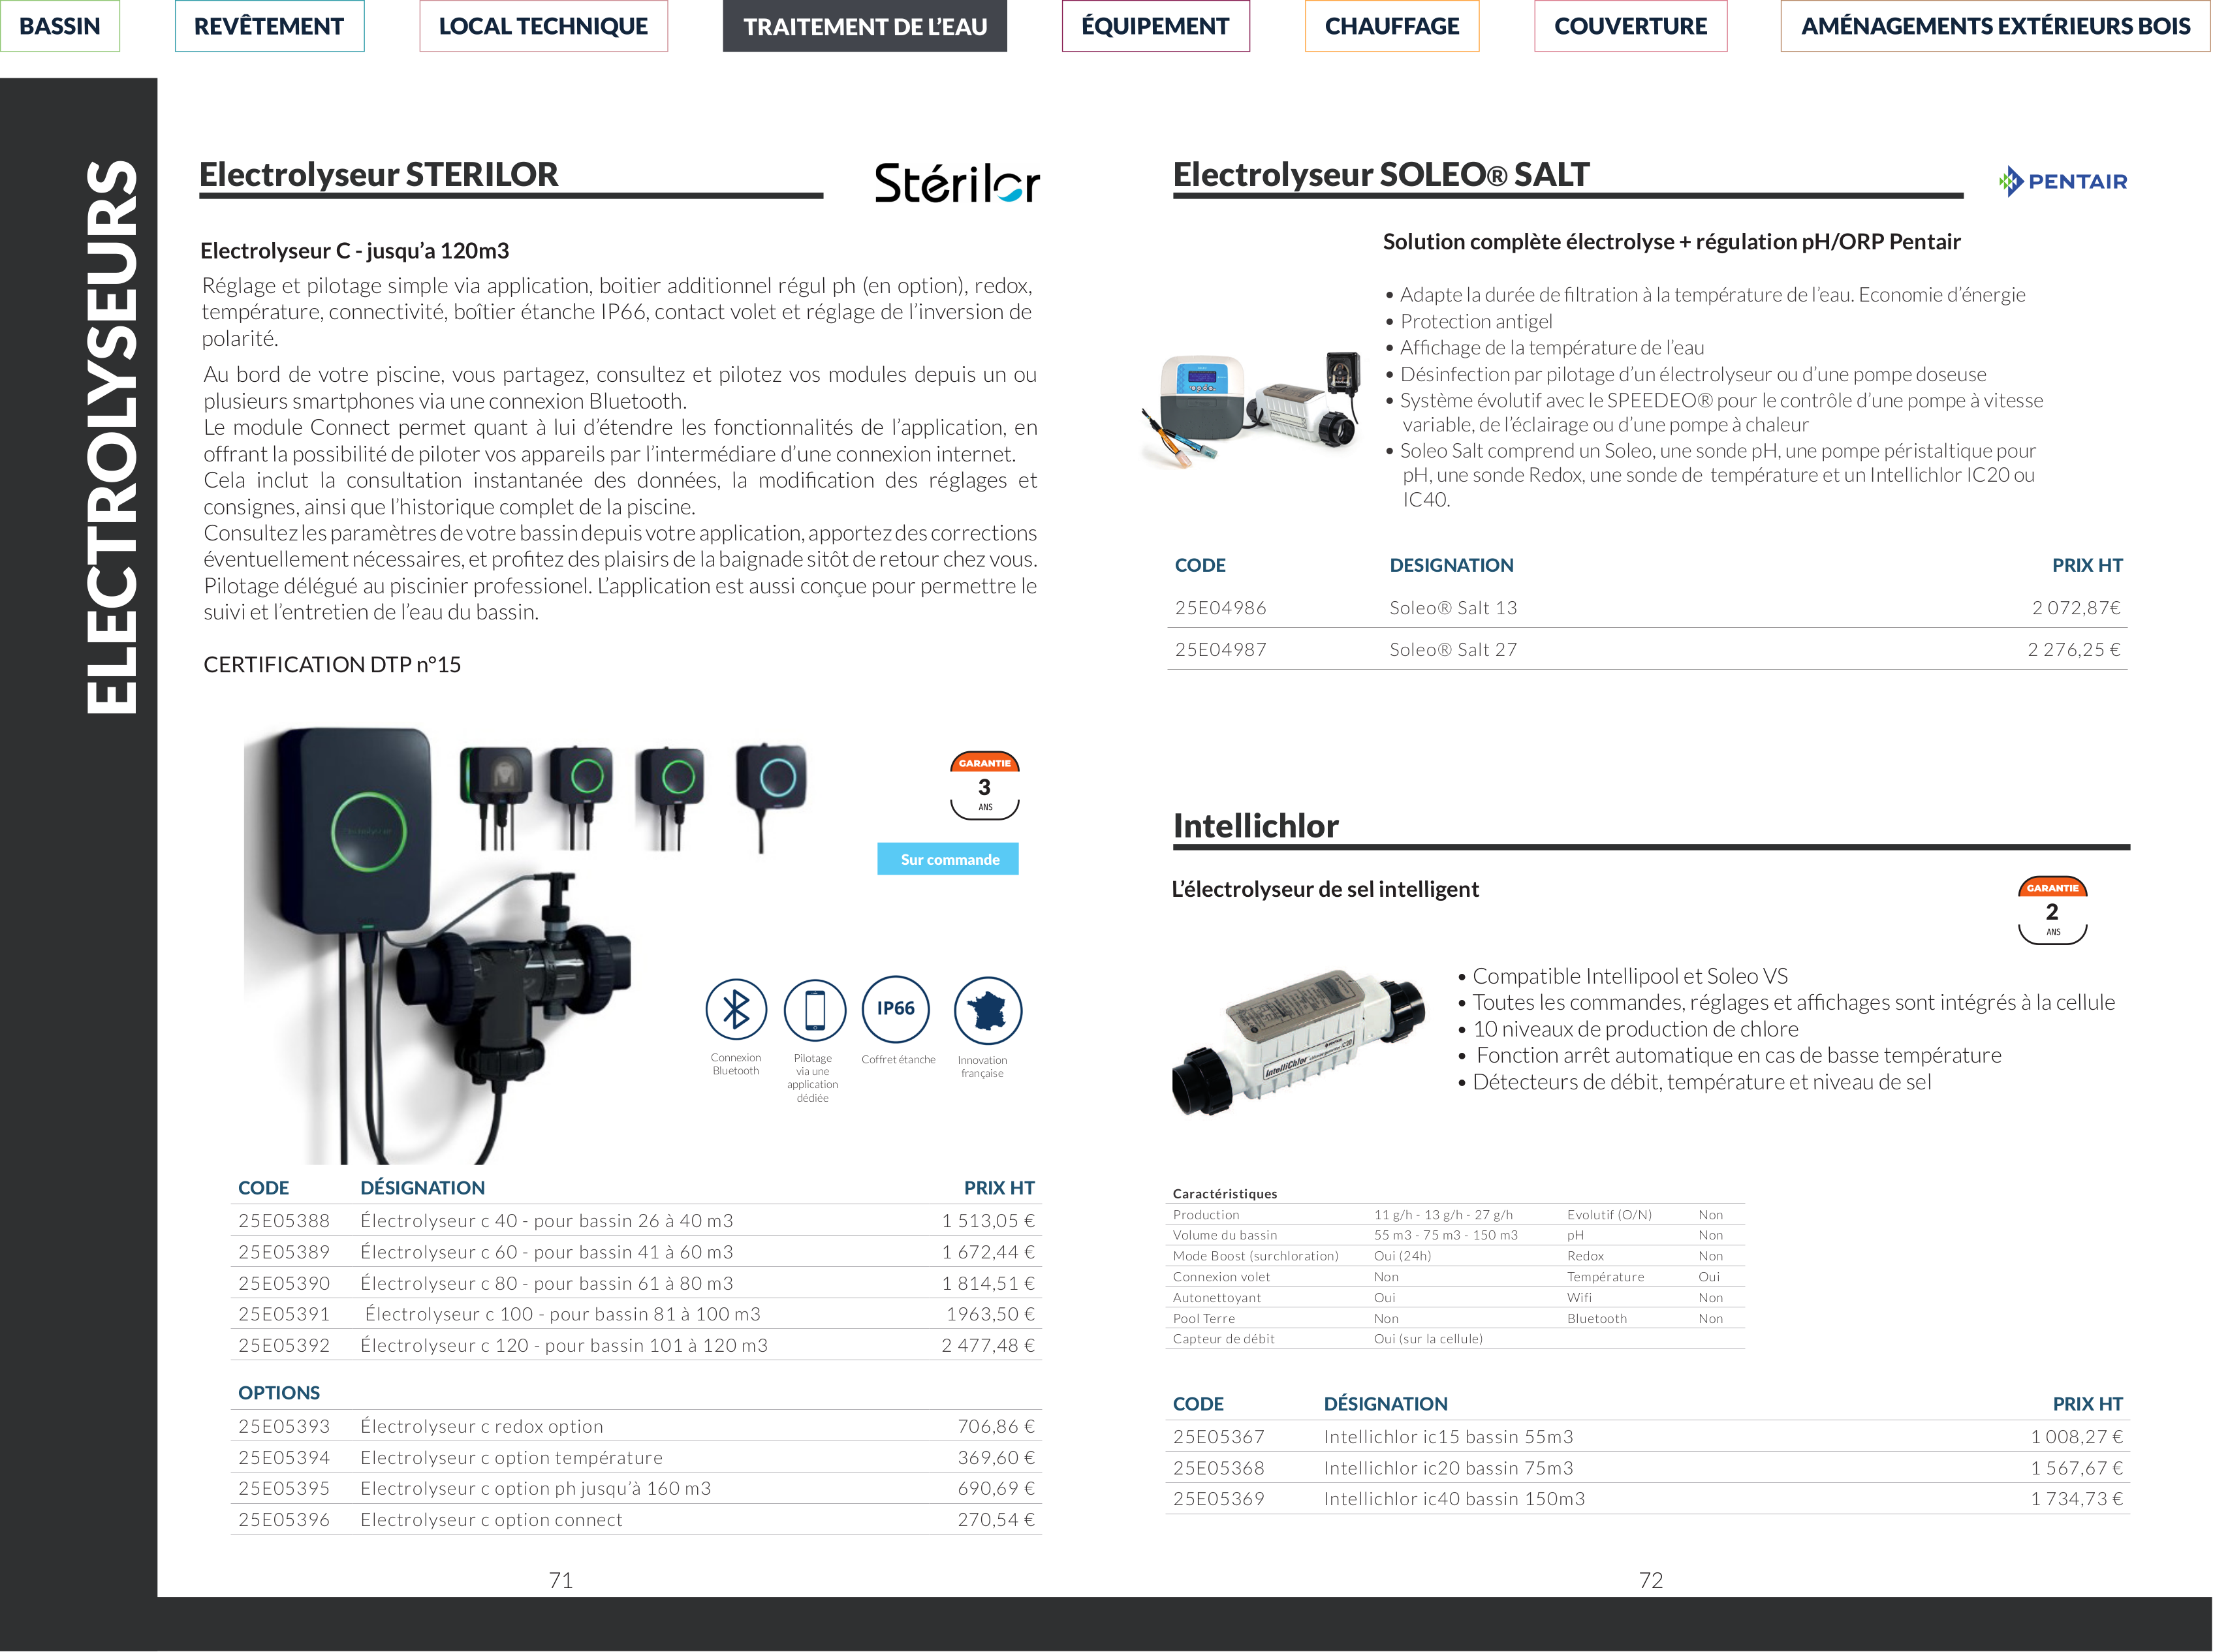 BASSIN
REVÊTEMENT
LOCAL TECHNIQUE
TRAITEMENT DE L’EAU
ÉQUIPEMENT
CHAUFFAGE
COUVERTURE
AMÉNAGEMENTS EXTÉRIEURS BOIS
ELECTROLYSEURS
Electrolyseur STERILOR
Stérilor
Electrolyseur C - jusqu’a 120m3
Réglage et pilotage simple via application, boitier additionnel régul ph (en option), redox,
température, connectivité, boîtier étanche IP66, contact volet et réglage de l’inversion de
polarité.
Au bord de votre piscine, vous partagez, consultez et pilotez vos modules depuis un ou
plusieurs smartphones via une connexion Bluetooth.
Le module Connect permet quant à lui d’étendre les fonctionnalités de l’application, en
offrant la possibilité de piloter vos appareils par l’intermédiare d’une connexion internet.
Cela inclut la consultation instantanée des données, la modification des réglages et
consignes, ainsi que l’historique complet de la piscine.
Consultez les paramètres de votre bassin depuis votre application, apportez des corrections
éventuellement nécessaires, et profitez des plaisirs de la baignade sitôt de retour chez vous.
Pilotage délégué au piscinier professionel. L’application est aussi conçue pour permettre le
suivi et l’entretien de l’eau du bassin.
CERTIFICATION DTP n°15
GARANTIE
3
ANS
Sur commande
IP66
Connexion
Bluetooth
Pilotage
via une
application
dédiée
Coffret étanche
Innovation
française
CODE DÉSIGNATION PRIX HT
25E05388 Électrolyseur c 40 - pour bassin 26 à 40 m3 1 513,05 €
25E05389 Électrolyseur c 60 - pour bassin 41 à 60 m3 1 672,44 €
25E05390 Électrolyseur c 80 - pour bassin 61 à 80 m3 1 814,51 €
25E05391 Électrolyseur c 100 - pour bassin 81 à 100 m3 1963,50 €
25E05392 Électrolyseur c 120 - pour bassin 101 à 120 m3 2 477,48 €
OPTIONS
25E05393 Électrolyseur c redox option 706,86 €
25E05394 Electrolyseur c option température 369,60 €
25E05395 Electrolyseur c option ph jusqu’à 160 m3 690,69 €
25E05396 Electrolyseur c option connect 270,54 €
71
Electrolyseur SOLEO® SALT
PENTAIR
Solution complète électrolyse + régulation pH/ORP Pentair
• Adapte la durée de filtration à la température de l’eau. Economie d’énergie
• Protection antigel
• Affichage de la température de l’eau
• Désinfection par pilotage d’un électrolyseur ou d’une pompe doseuse
• Système évolutif avec le SPEEDEO® pour le contrôle d’une pompe à vitesse
variable, de l’éclairage ou d’une pompe à chaleur
• Soleo Salt comprend un Soleo, une sonde pH, une pompe péristaltique pour
pH, une sonde Redox, une sonde de température et un Intellichlor IC20 ou
IC40.
CODE DESIGNATION PRIX HT
25E04986 Soleo® Salt 13 2 072,87€
25E04987 Soleo® Salt 27 2 276,25 €
Intellichlor
L’électrolyseur de sel intelligent
GARANTIE
2
ANS
IntelliChlor
• Compatible Intellipool et Soleo VS
• Toutes les commandes, réglages et affichages sont intégrés à la cellule
• 10 niveaux de production de chlore
• Fonction arrêt automatique en cas de basse température
• Détecteurs de débit, température et niveau de sel
Caractéristiques
Production 11 g/h - 13 g/h - 27 g/h Evolutif (O/N) Non
Volume du bassin 55 m3 - 75 m3 - 150 m3 pH Non
Mode Boost (surchloration) Oui (24h) Redox Non
Connexion volet Non Température Oui
Autonettoyant Oui Wifi Non
Pool Terre Non Bluetooth Non
Capteur de débit Oui (sur la cellule)
CODE DÉSIGNATION PRIX HT
25E05367 Intellichlor ic15 bassin 55m3 1 008,27 €
25E05368 Intellichlor ic20 bassin 75m3 1 567,67 €
25E05369 Intellichlor ic40 bassin 150m3 1 734,73 €
72